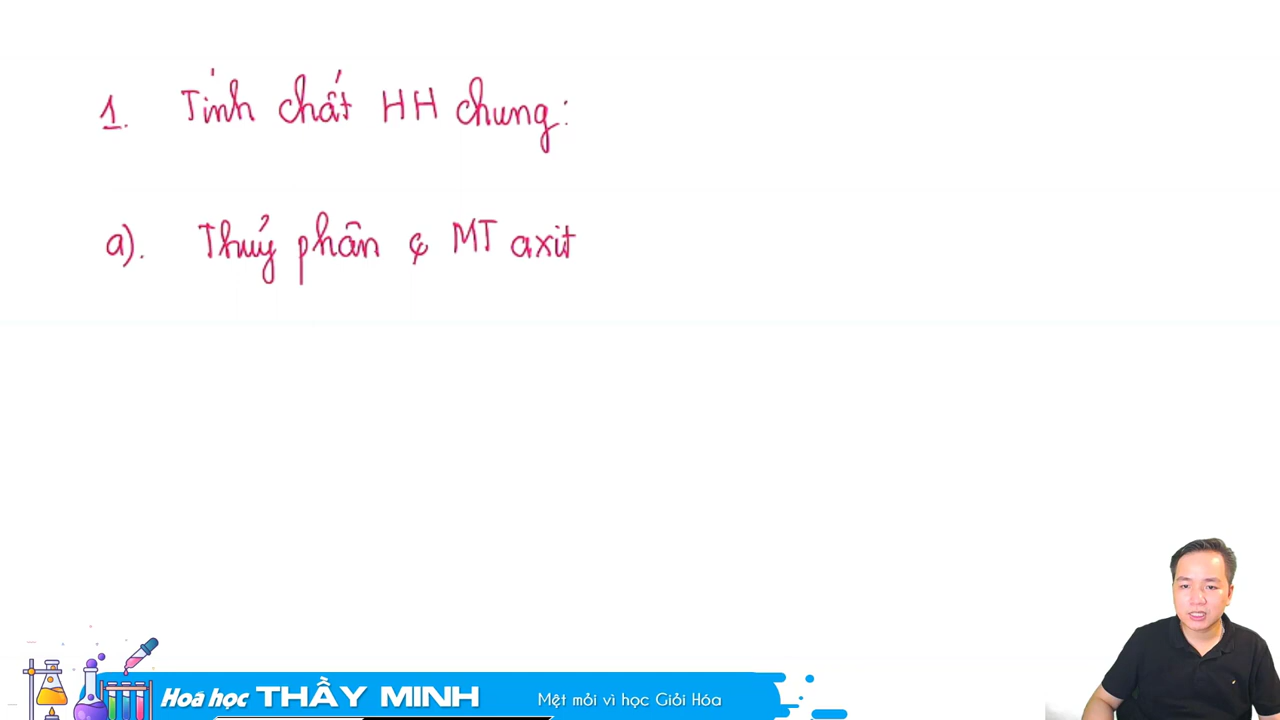 1. Tính chất HH chung:
a). Thuỷ phân ¢ MT axit
Hoá học THẦY MINH
Mệt mỏi vì học Giỏi Hóa